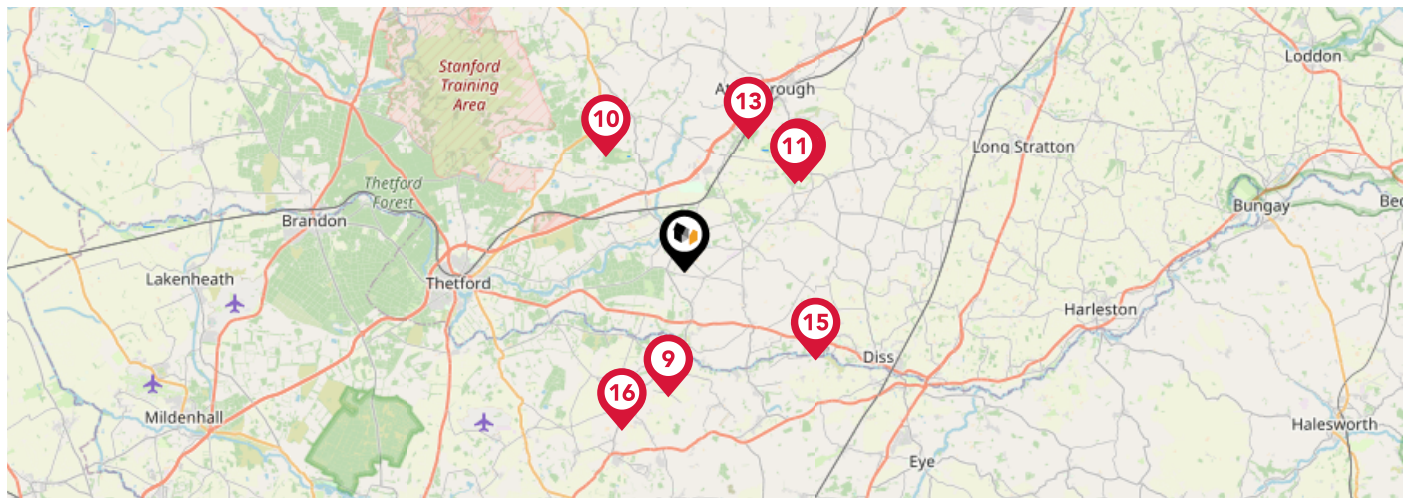 Loddon
Stanford
Training
Area
13
10
11
Long Stratton
Thetford
Forest
Brandon
Bungay
Lakenheath
Thetford
Harleston
15
Diss
9
16
Mildenhall
Halesworth
Eye